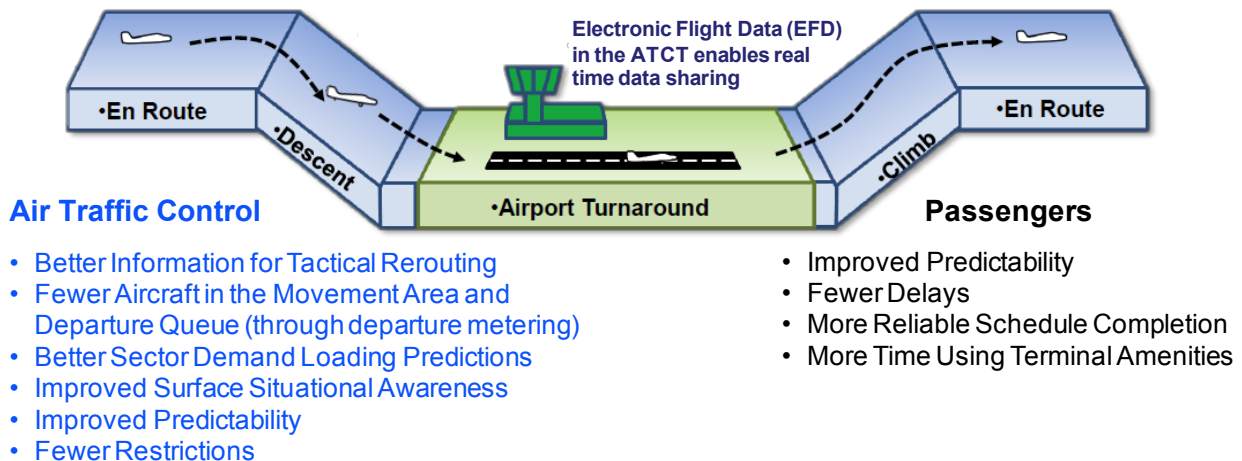 Electronic Flight Data (EFD)
in the ATCT enables real
time data sharing
•En Route
•Descent
•Airport Turnaround
•Climb
•En Route
Air Traffic Control
• Better Information for Tactical Rerouting
• Fewer Aircraft in the Movement Area and
Departure Queue (through departure metering)
• Better Sector Demand Loading Predictions
• Improved Surface Situational Awareness
• Improved Predictability
• Fewer Restrictions
Passengers
• Improved Predictability
• Fewer Delays
• More Reliable Schedule Completion
• More Time Using Terminal Amenities